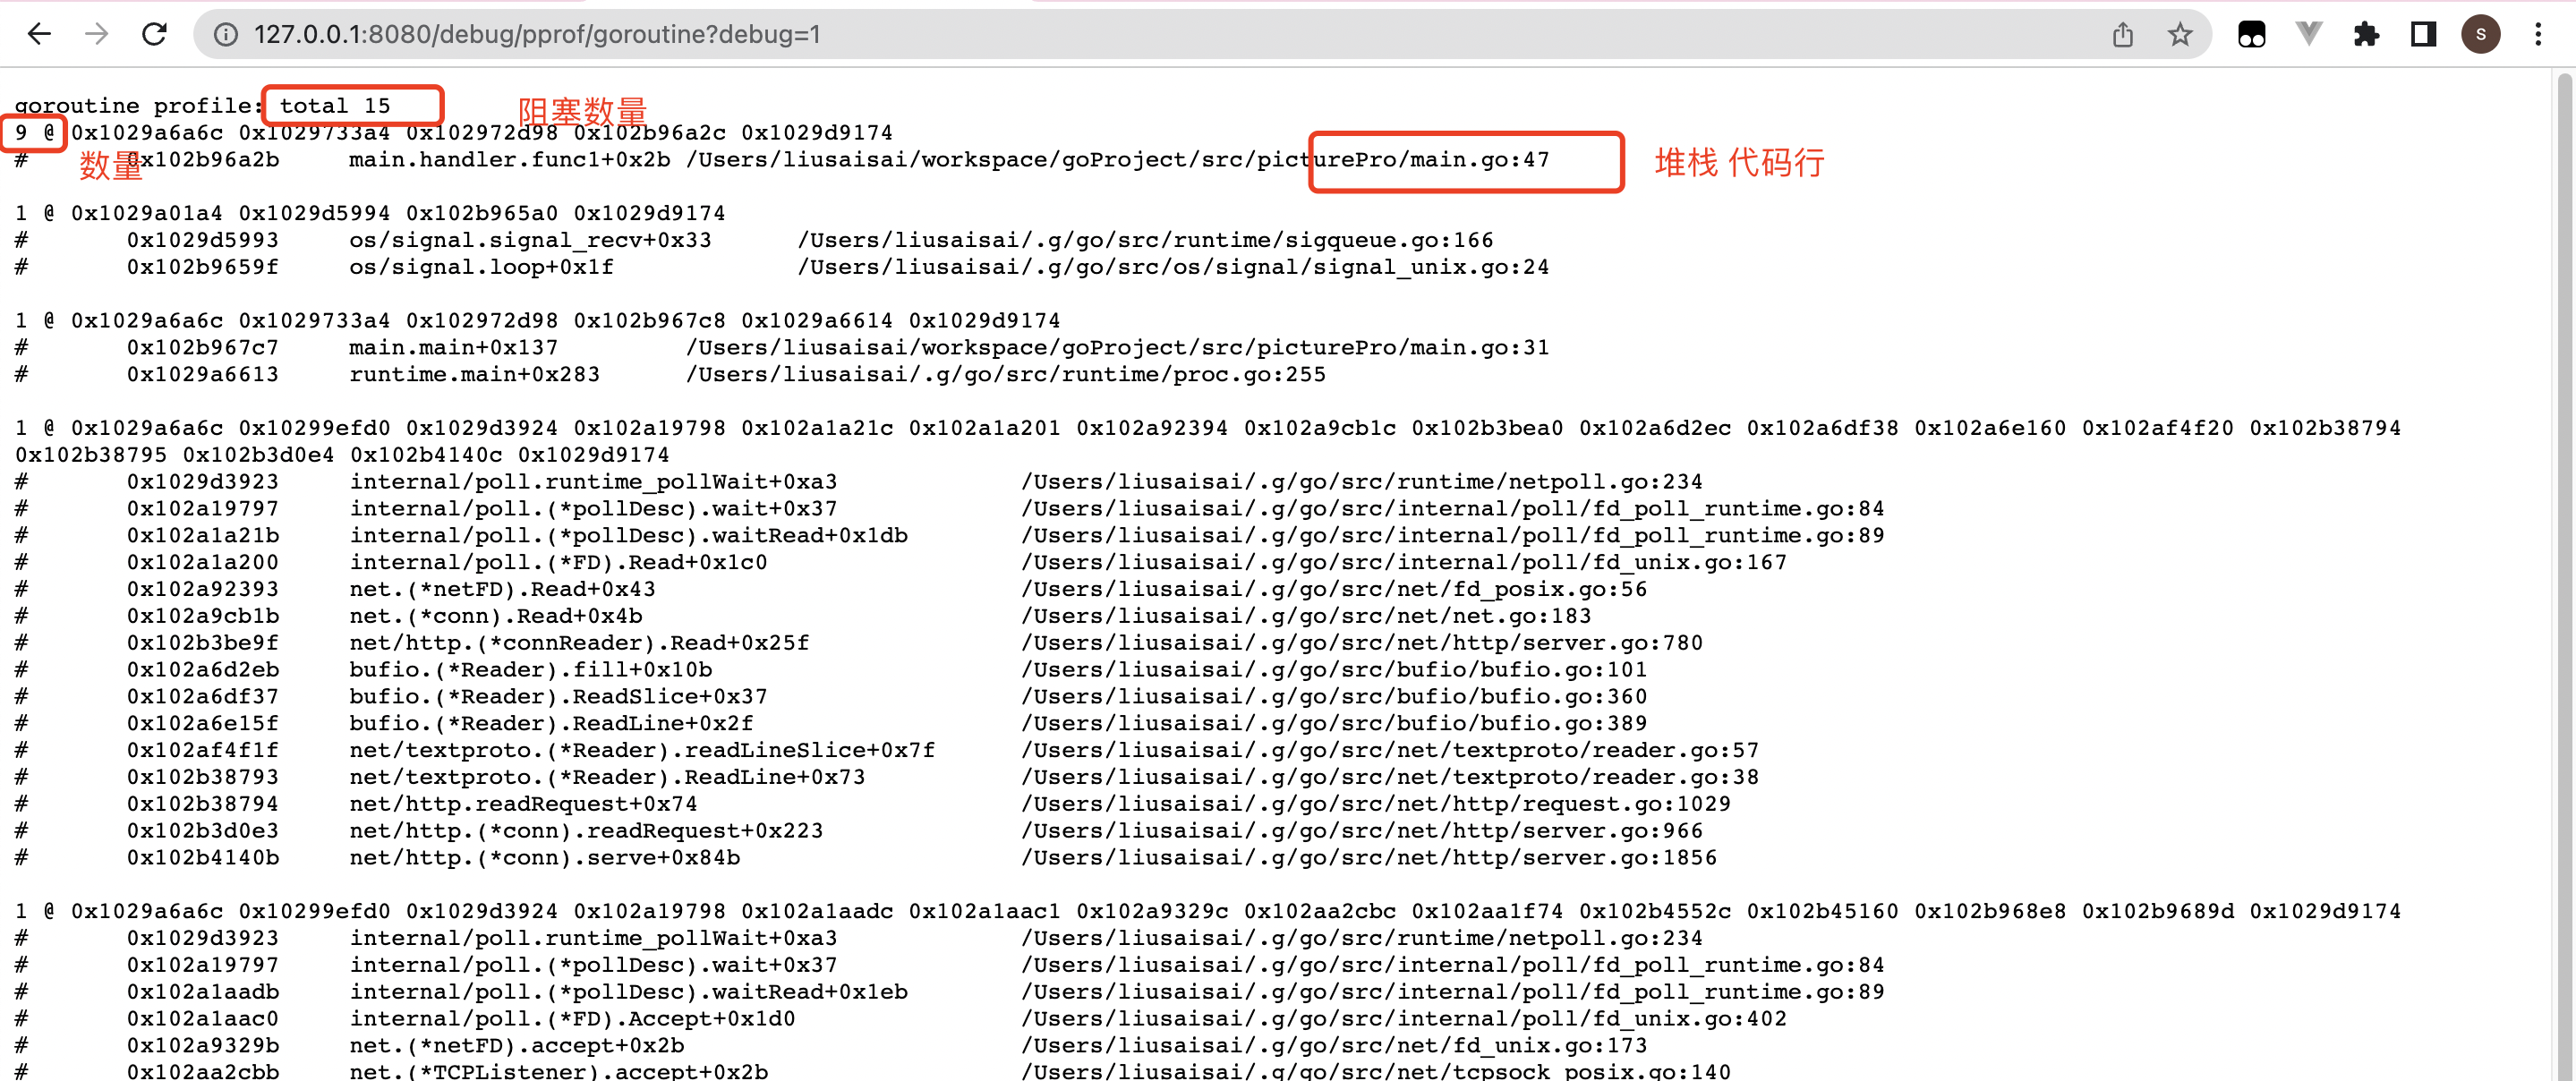 127.0.0.1:8080/debug/pprof/goroutine?debug=1
S
goroutine profile: total 15
阻塞数量
9 @ 0x1029a6a6c 0x1029733a4 0x102972d98 0x102b96a2c 0x1029d9174
数量
# 0x102b96a2b main.handler.func1+0x2b /Users/liusaisai/workspace/goProject/src/picturePro/main.go:47
堆栈 代码行
1 @ 0x1029a01a4 0x1029d5994 0x102b965a0 0x1029d9174
# 0x1029d5993 os/signal.signal_recv+0x33 /Users/liusaisai/.g/go/src/runtime/sigqueue.go:166
# 0x102b9659f os/signal.loop+0x1f /Users/liusaisai/.g/go/src/os/signal/signal_unix.go:24
1 @ 0x1029a6a6c 0x1029733a4 0x102972d98 0x102b967c8 0x1029a6614 0x1029d9174
# 0x102b967c7 main.main+0x137 /Users/liusaisai/workspace/goProject/src/picturePro/main.go:31
# 0x1029a6613 runtime.main+0x283 /Users/liusaisai/.g/go/src/runtime/proc.go:255
1 @ 0x1029a6a6c 0x10299efd0 0x1029d3924 0x102a19798 0x102a1a21c 0x102a1a201 0x102a92394 0x102a9cb1c 0x102b3bea0 0x102a6d2ec 0x102a6df38 0x102a6e160 0x102af4f20 0x102b38794
0x102b38795 0x102b3d0e4 0x102b4140c 0x1029d9174
# 0x1029d3923 internal/poll.runtime_pollWait+0xa3 /Users/liusaisai/.g/go/src/runtime/netpoll.go:234
# 0x102a19797 internal/poll.(*pollDesc).wait+0x37 /Users/liusaisai/.g/go/src/internal/poll/fd_poll_runtime.go:84
# 0x102a1a21b internal/poll.(*pollDesc).waitRead+0x1db /Users/liusaisai/.g/go/src/internal/poll/fd_poll_runtime.go:89
# 0x102a1a200 internal/poll.(*FD).Read+0x1c0 /Users/liusaisai/.g/go/src/internal/poll/fd_unix.go:167
# 0x102a92393 net.(*netFD).Read+0x43 /Users/liusaisai/.g/go/src/net/fd_posix.go:56
# 0x102a9cb1b net.(*conn).Read+0x4b /Users/liusaisai/.g/go/src/net/net.go:183
# 0x102b3be9f net/http.(*connReader).Read+0x25f /Users/liusaisai/.g/go/src/net/http/server.go:780
# 0x102a6d2eb bufio.(*Reader).fill+0x10b /Users/liusaisai/.g/go/src/bufio/bufio.go:101
# 0x102a6df37 bufio.(*Reader).ReadSlice+0x37 /Users/liusaisai/.g/go/src/bufio/bufio.go:360
# 0x102a6e15f bufio.(*Reader).ReadLine+0x2f /Users/liusaisai/.g/go/src/bufio/bufio.go:389
# 0x102af4f1f net/textproto.(*Reader).readLineSlice+0x7f /Users/liusaisai/.g/go/src/net/textproto/reader.go:57
# 0x102b38793 net/textproto.(*Reader).ReadLine+0x73 /Users/liusaisai/.g/go/src/net/textproto/reader.go:38
# 0x102b38794 net/http.readRequest+0x74 /Users/liusaisai/.g/go/src/net/http/request.go:1029
# 0x102b3d0e3 net/http.(*conn).readRequest+0x223 /Users/liusaisai/.g/go/src/net/http/server.go:966
# 0x102b4140b net/http.(*conn).serve+0x84b /Users/liusaisai/.g/go/src/net/http/server.go:1856
1 @ 0x1029a6a6c 0x10299efd0 0x1029d3924 0x102a19798 0x102a1aadc 0x102a1aac1 0x102a9329c 0x102aa2cbc 0x102aa1f74 0x102b4552c 0x102b45160 0x102b968e8 0x102b9689d 0x1029d9174
# 0x1029d3923 internal/poll.runtime_pollWait+0xa3 /Users/liusaisai/.g/go/src/runtime/netpoll.go:234
# 0x102a19797 internal/poll.(*pollDesc).wait+0x37 /Users/liusaisai/.g/go/src/internal/poll/fd_poll_runtime.go:84
# 0x102a1aadb internal/poll.(*pollDesc).waitRead+0x1eb /Users/liusaisai/.g/go/src/internal/poll/fd_poll_runtime.go:89
# 0x102a1aac0 internal/poll.(*FD).Accept+0x1d0 /Users/liusaisai/.g/go/src/internal/poll/fd_unix.go:402
# 0x102a9329b net.(*netFD).accept+0x2b /Users/liusaisai/.g/go/src/net/fd_unix.go:173
# 0x102aa2cbb net.(*TCPListener).accept+0x2b /Users/liusaisai/.g/go/src/net/tcpsock_posix.go:140